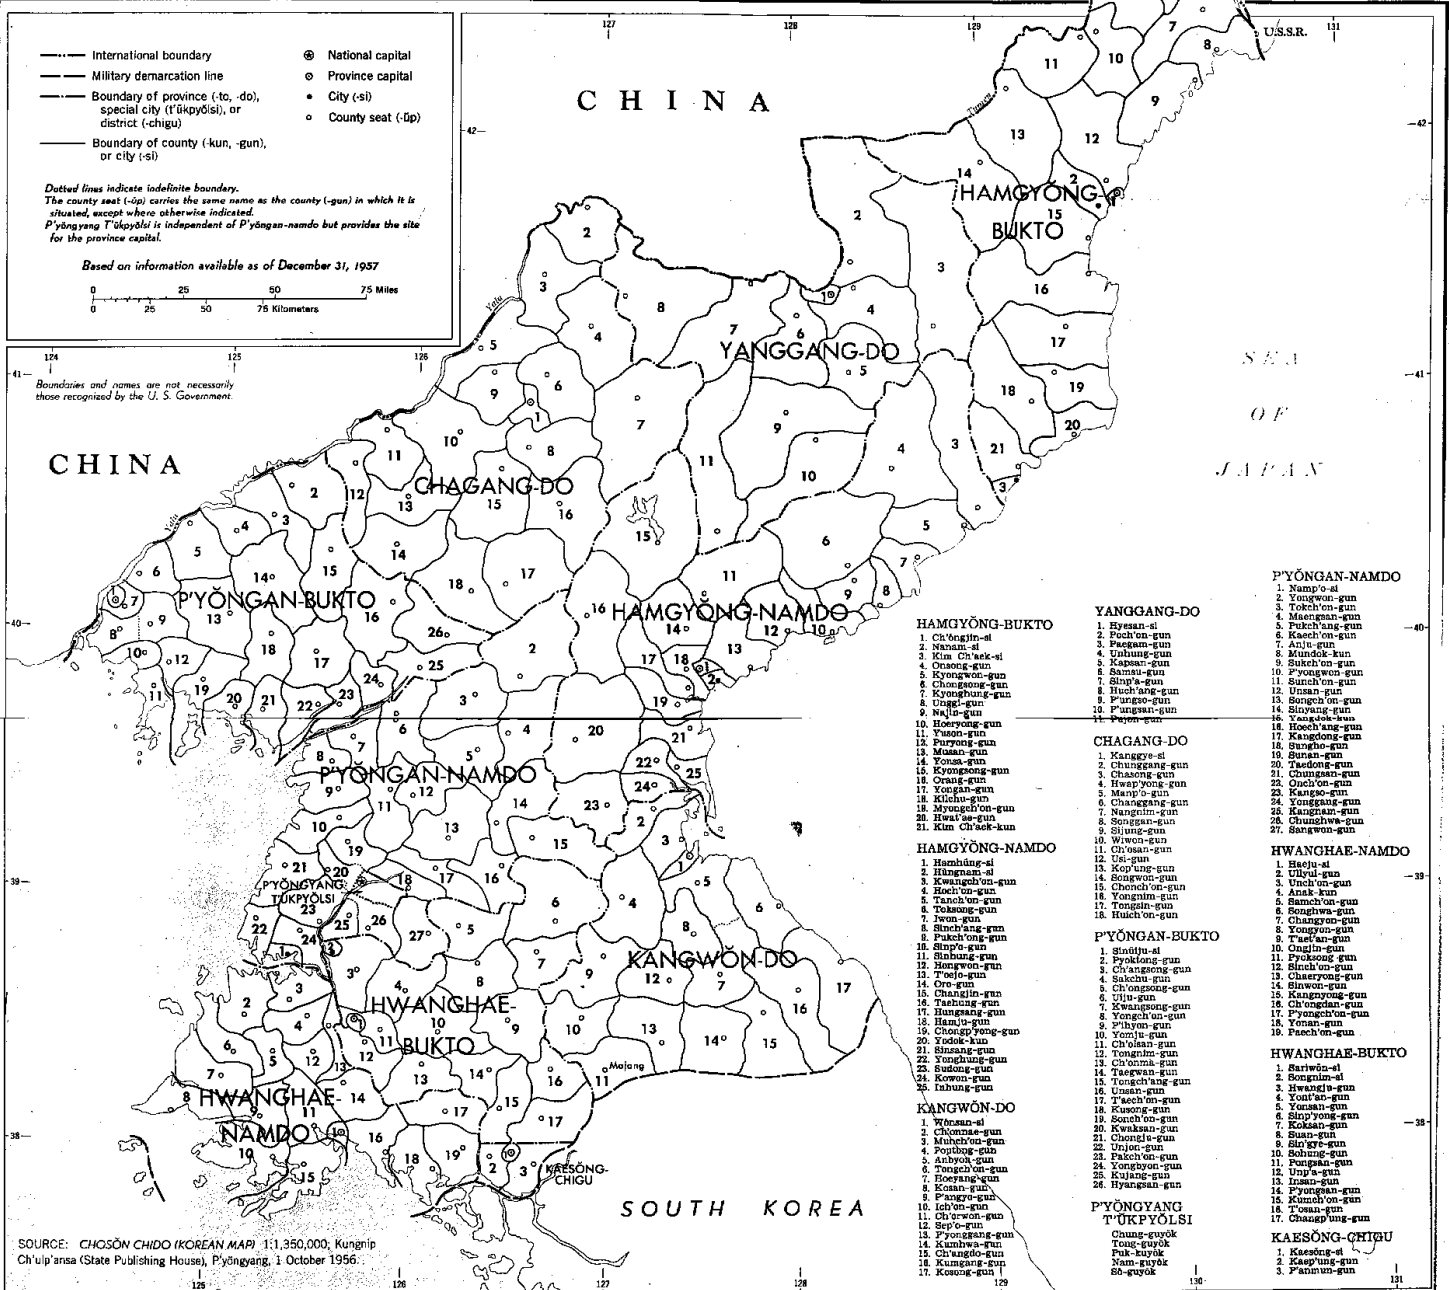 International boundary
Military demarcation line
Boundary of province (-to, -do),
special city (t'ŭkpyŏlsi), or
district (-chigu)
Boundary of county (-kun, -gun),
or city (-si)
National capital
Province capital
City (-si)
County seat (-ŭp)
Dotted lines indicate indefinite boundary.
The county seat (-ŭp) carries the same name as the county (-gun) in which it is
situated, except where otherwise indicated.
P'yŏngyang T'ŭkpyŏlsi is independent of P'yŏngan-namdo but provides the site
for the province capital.
Based on information available as of December 31, 1957
0 25 50 75 Miles
0 25 50 75 Kilometers
Boundaries and names are not necessarily
those recognized by the U. S. Government.
CHINA
CHINA
U.S.S.R.
Tumen
Yalu
Yalu
SEA
OF
JAPAN
HAMGYŎNG-
BUKTO
YANGGANG-DO
CHAGANG-DO
P'YŎNGAN-BUKTO
HAMGYŎNG-NAMDO
P'YŎNGAN-NAMDO
P'YŎNGYANG
T'ŬKPYŎLSI
KANGWŎN-DO
HWANGHAE-
BUKTO
HWANGHAE-
NAMDO
Majang
KAESŎNG-
CHIGU
SOUTH KOREA
SOURCE: CHOSŎN CHIDO (KOREAN MAP) 1:1,350,000; Kungnip
Ch'ulp'ansa (State Publishing House), P'yŏngyang, 1 October 1956.
HAMGYŎNG-BUKTO
1. Ch'ŏngjin-si
2. Nanam-si
3. Kim Ch'aek-si
4. Onsong-gun
5. Kyongwon-gun
6. Chongsong-gun
7. Kyonghung-gun
8. Unggi-gun
9. Najin-gun
10. Hoeryong-gun
11. Yuson-gun
12. Puryong-gun
13. Musan-gun
14. Yonsa-gun
15. Kyongsong-gun
16. Orang-gun
17. Yongan-gun
18. Kilchu-gun
19. Myongch'on-gun
20. Hwat'ae-gun
21. Kim Ch'aek-kun
HAMGYŎNG-NAMDO
1. Hamhŭng-si
2. Hŭngnam-si
3. Kwangch'on-gun
4. Hoch'on-gun
5. Tanch'on-gun
6. Toksong-gun
7. Iwon-gun
8. Sinch'ang-gun
9. Pukch'ong-gun
10. Sinp'o-gun
11. Sinhung-gun
12. Hongwon-gun
13. T'oejo-gun
14. Oro-gun
15. Changjin-gun
16. Taehung-gun
17. Hungsang-gun
18. Hamju-gun
19. Chongp'yong-gun
20. Yodok-kun
21. Sinsang-gun
22. Yonghung-gun
23. Sudong-gun
24. Kowon-gun
25. Inhung-gun
KANGWŎN-DO
1. Wŏnsan-si
2. Chonnae-gun
3. Munch'on-gun
4. Poptong-gun
5. Anbyon-gun
6. Tongch'on-gun
7. Hoeyang-gun
8. Kosan-gun
9. P'angyo-gun
10. Ich'on-gun
11. Ch'orwon-gun
12. Sep'o-gun
13. P'yonggang-gun
14. Kumhwa-gun
15. Ch'angdo-gun
16. Kumgang-gun
17. Kosong-gun
YANGGANG-DO
1. Hyesan-si
2. Poch'on-gun
3. Paegam-gun
4. Unhung-gun
5. Kapsan-gun
6. Samsu-gun
7. Sinp'a-gun
8. Huch'ang-gun
9. P'ungso-gun
10. P'ungsan-gun
11. Pujon-gun
CHAGANG-DO
1. Kanggye-si
2. Chunggang-gun
3. Chasong-gun
4. Hwap'yong-gun
5. Manp'o-gun
6. Changgang-gun
7. Nangnim-gun
8. Songgan-gun
9. Sijung-gun
10. Wiwon-gun
11. Ch'osan-gun
12. Usi-gun
13. Kop'ung-gun
14. Songwon-gun
15. Chonch'on-gun
16. Yongnim-gun
17. Tongsin-gun
18. Huich'on-gun
P'YŎNGAN-BUKTO
1. Sinŭiju-si
2. Pyoktong-gun
3. Ch'angsong-gun
4. Sakchu-gun
5. Ch'ongsong-gun
6. Uiju-gun
7. Kwangsong-gun
8. Yongch'on-gun
9. P'ihyon-gun
10. Yomju-gun
11. Ch'olsan-gun
12. Tongnim-gun
13. Ch'onma-gun
14. Taegwan-gun
15. Tongch'ang-gun
16. Unsan-gun
17. T'aech'on-gun
18. Kusong-gun
19. Sonch'on-gun
20. Kwaksan-gun
21. Chongju-gun
22. Unjon-gun
23. Pakch'on-gun
24. Yongbyon-gun
25. Kujang-gun
26. Hyangsan-gun
P'YŎNGYANG
T'ŬKPYŎLSI
Chung-guyŏk
Tong-guyŏk
Puk-kuyŏk
Nam-guyŏk
Sŏ-guyŏk
P'YŎNGAN-NAMDO
1. Namp'o-si
2. Yongwon-gun
3. Tokch'on-gun
4. Maengsan-gun
5. Pukch'ang-gun
6. Kaech'on-gun
7. Anju-gun
8. Mundok-kun
9. Sukch'on-gun
10. P'yongwon-gun
11. Sunch'on-gun
12. Unsan-gun
13. Songch'on-gun
14. Sinyang-gun
15. Yangdok-kun
16. Hoech'ang-gun
17. Kangdong-gun
18. Sungho-gun
19. Sunan-gun
20. Taedong-gun
21. Chungsan-gun
22. Onch'on-gun
23. Kangso-gun
24. Yonggang-gun
25. Kangnam-gun
26. Chunghwa-gun
27. Sangwon-gun
HWANGHAE-NAMDO
1. Haeju-si
2. Ullyul-gun
3. Unch'on-gun
4. Anak-kun
5. Samch'on-gun
6. Songhwa-gun
7. Changyon-gun
8. Yongyon-gun
9. T'aet'an-gun
10. Ongjin-gun
11. Pyoksong-gun
12. Sinch'on-gun
13. Chaeryong-gun
14. Sinwon-gun
15. Kangnyong-gun
16. Ch'ongdan-gun
17. P'yongch'on-gun
18. Yonan-gun
19. Paech'on-gun
HWANGHAE-BUKTO
1. Sariwŏn-si
2. Songnim-si
3. Hwangju-gun
4. Yont'an-gun
5. Yonsan-gun
6. Sinp'yong-gun
7. Koksan-gun
8. Suan-gun
9. Sin'gye-gun
10. Sohung-gun
11. Pongsan-gun
12. Unp'a-gun
13. Insan-gun
14. P'yongsan-gun
15. Kumch'on-gun
16. T'osan-gun
17. Changp'ung-gun
KAESŎNG-CHIGU
1. Kaesŏng-si
2. Kaep'ung-gun
3. P'anmun-gun